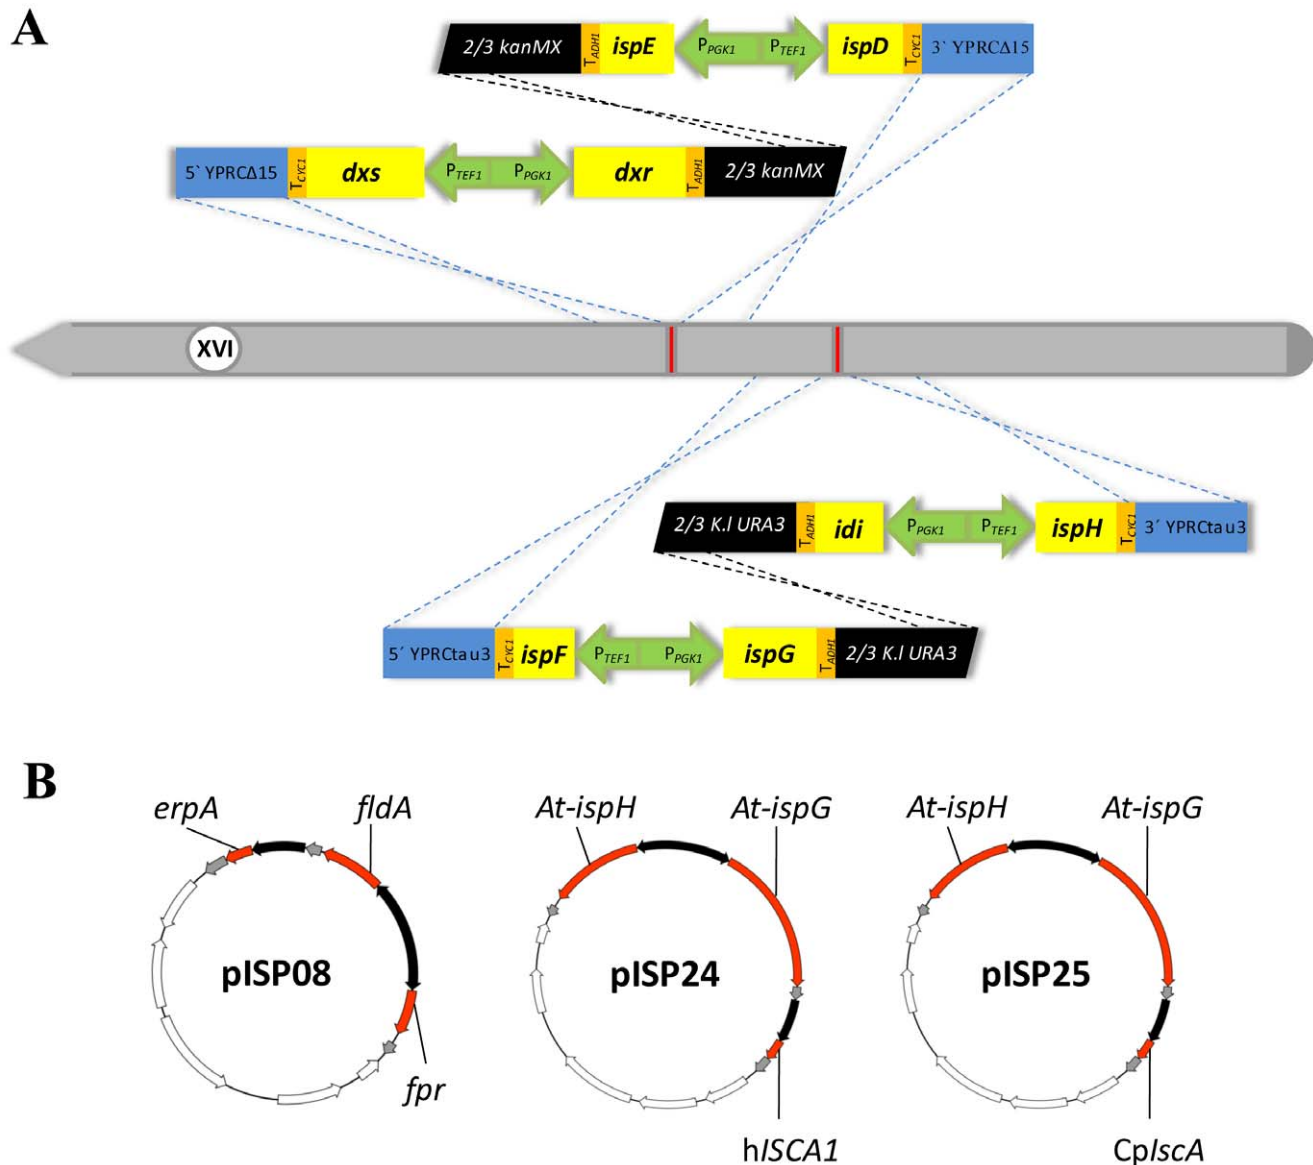 A
2/3 kanMX TADH1 ispE PPGK1 PTEF1 ispD TCYC1 3` YPRCΔ15
5` YPRCΔ15 TCYC1 dxs PTEF1 PPGK1 dxr TADH1 2/3 kanMX
XVI
2/3 K.l URA3 TADH1 idi PPGK1 PTEF1 ispH TCYC1 3´ YPRCtau3
5´ YPRCtau3 TCYC1 ispF PTEF1 PPGK1 ispG TADH1 2/3 K.l URA3
B
erpA fldA At-ispH At-ispG At-ispH At-ispG
pISP08 pISP24 pISP25
fpr
hISCA1 CpIscA